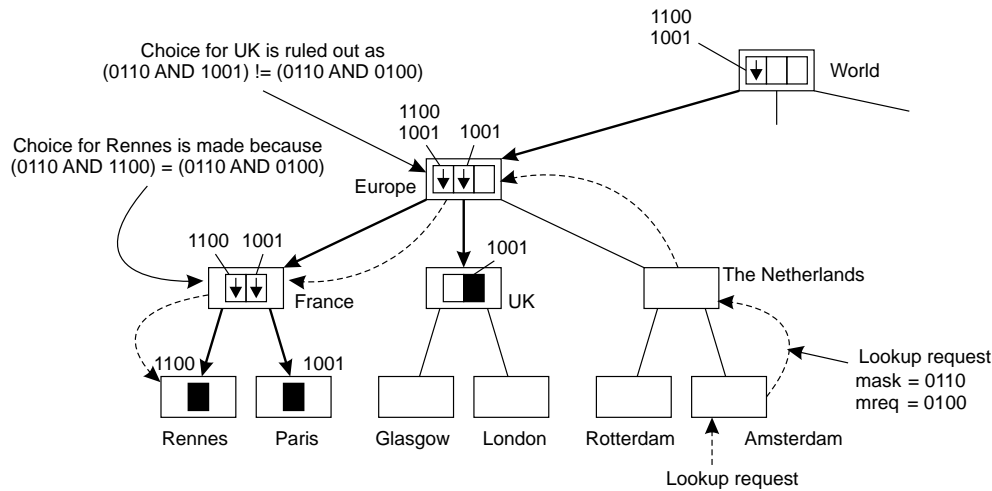 Choice for UK is ruled out as
(0110 AND 1001) != (0110 AND 0100)
1100
1001
World
1100
1001
1001
Choice for Rennes is made because
(0110 AND 1100) = (0110 AND 0100)
Europe
1100
1001
1001
France
UK
The Netherlands
Lookup request
mask = 0110
mreq = 0100
1100
1001
Rennes
Paris
Glasgow
London
Rotterdam
Amsterdam
Lookup request